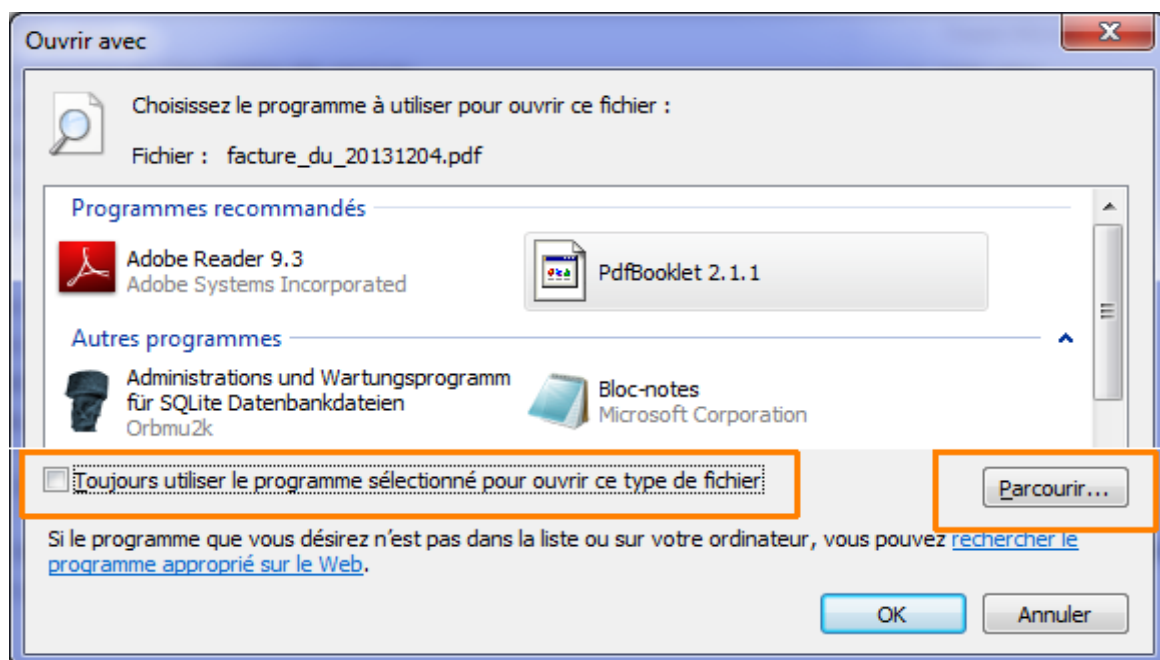 Ouvrir avec
Choisissez le programme à utiliser pour ouvrir ce fichier :
Fichier : facture_du_20131204.pdf
Programmes recommandés
Adobe Reader 9.3
Adobe Systems Incorporated
PdfBooklet 2.1.1
Autres programmes
Administrations und Wartungsprogramm
für SQLite Datenbankdateien
Orbmu2k
Bloc-notes
Microsoft Corporation
Toujours utiliser le programme sélectionné pour ouvrir ce type de fichier
Parcourir...
Si le programme que vous désirez n'est pas dans la liste ou sur votre ordinateur, vous pouvez rechercher le
programme approprié sur le Web.
OK
Annuler